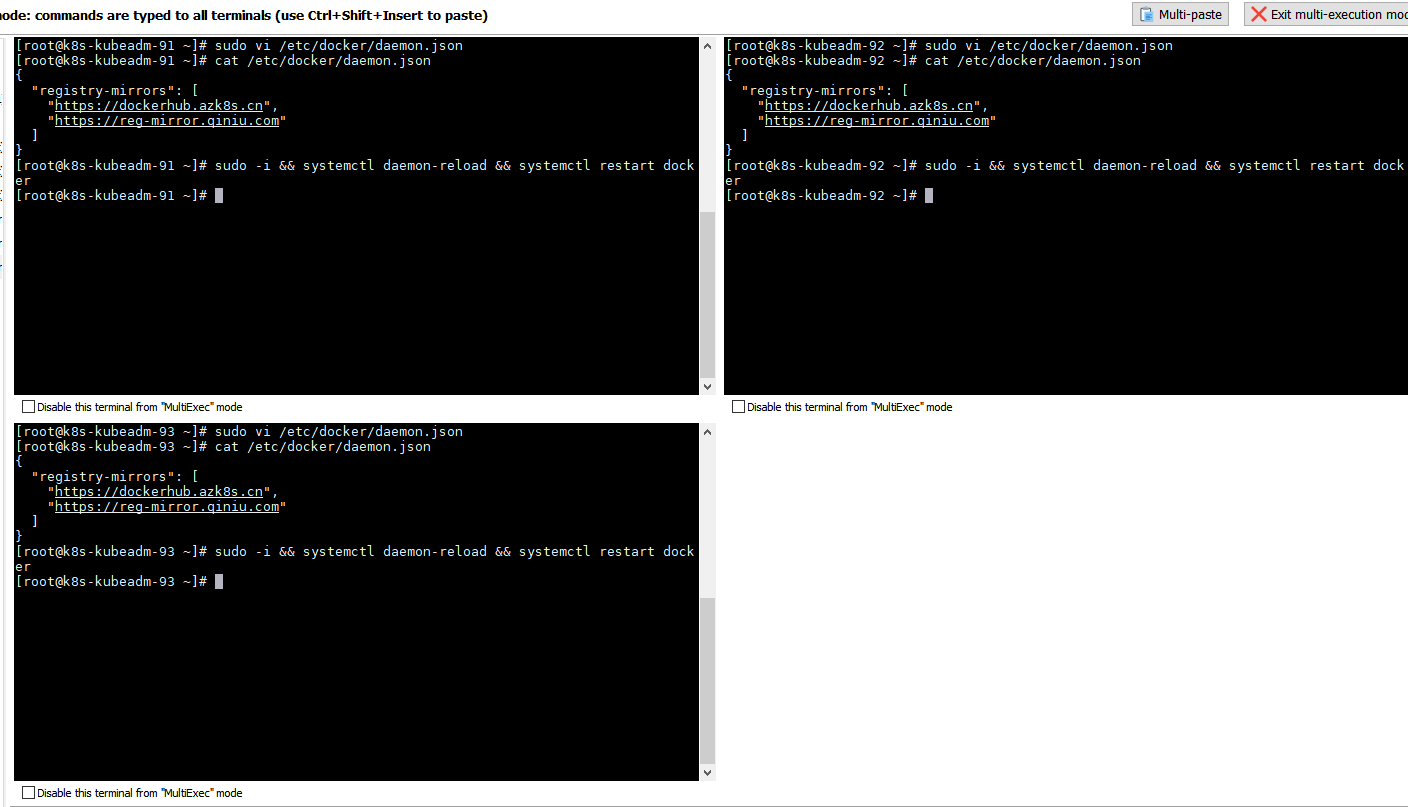 node: commands are typed to all terminals (use Ctrl+Shift+Insert to paste)
Multi-paste
Exit multi-execution mod
[root@k8s-kubeadm-91 ~]# sudo vi /etc/docker/daemon.json
[root@k8s-kubeadm-91 ~]# cat /etc/docker/daemon.json
{
  "registry-mirrors": [
    "https://dockerhub.azk8s.cn",
    "https://reg-mirror.qiniu.com"
  ]
}
[root@k8s-kubeadm-91 ~]# sudo -i && systemctl daemon-reload && systemctl restart dock
er
[root@k8s-kubeadm-91 ~]#
Disable this terminal from "MultiExec" mode
[root@k8s-kubeadm-92 ~]# sudo vi /etc/docker/daemon.json
[root@k8s-kubeadm-92 ~]# cat /etc/docker/daemon.json
{
  "registry-mirrors": [
    "https://dockerhub.azk8s.cn",
    "https://reg-mirror.qiniu.com"
  ]
}
[root@k8s-kubeadm-92 ~]# sudo -i && systemctl daemon-reload && systemctl restart dock
er
[root@k8s-kubeadm-92 ~]#
Disable this terminal from "MultiExec" mode
[root@k8s-kubeadm-93 ~]# sudo vi /etc/docker/daemon.json
[root@k8s-kubeadm-93 ~]# cat /etc/docker/daemon.json
{
  "registry-mirrors": [
    "https://dockerhub.azk8s.cn",
    "https://reg-mirror.qiniu.com"
  ]
}
[root@k8s-kubeadm-93 ~]# sudo -i && systemctl daemon-reload && systemctl restart dock
er
[root@k8s-kubeadm-93 ~]#
Disable this terminal from "MultiExec" mode